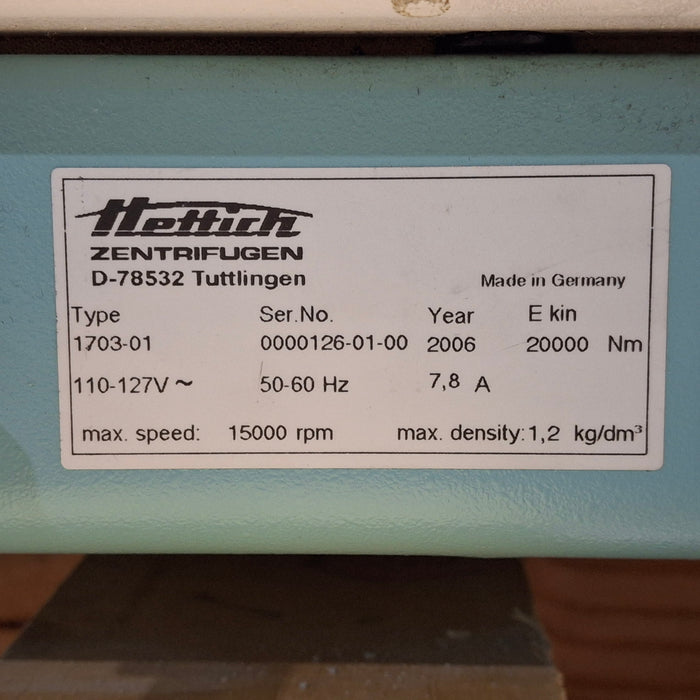 Hettich
ZENTRIFUGEN
D-78532 Tuttlingen
Made in Germany
Type Ser.No. Year E kin
1703-01 0000126-01-00 2006 20000 Nm
110-127V ~ 50-60 Hz 7,8 A
max. speed: 15000 rpm max. density: 1,2 kg/dm³